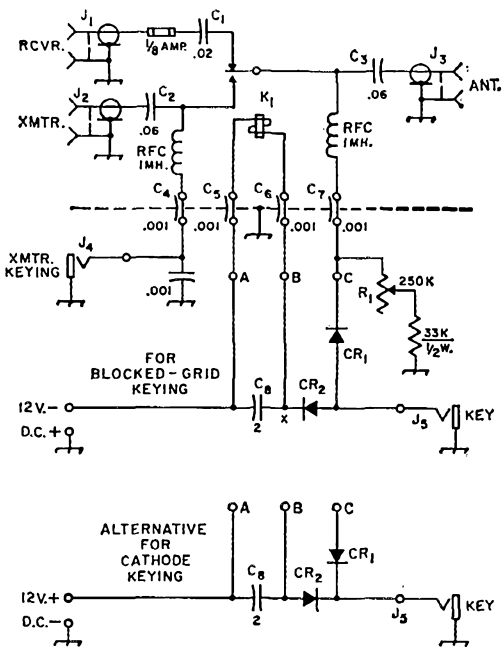 J1
RCVR.
1/8 AMP.
C1
.02
J2
XMTR.
C2
.06
K1
C3
.06
J3
ANT.
RFC
1MH.
RFC
1MH.
C4
.001
C5
.001
C6
.001
C7
.001
XMTR.
KEYING
J4
.001
A
B
C
R1
250K
33K
1/2 W.
CR1
FOR
BLOCKED-GRID
KEYING
C8
2
X
CR2
12V.-
D.C.+
J5
KEY
A
B
C
ALTERNATIVE
FOR
CATHODE
KEYING
CR1
C8
2
CR2
12V.+
D.C.-
J5
KEY